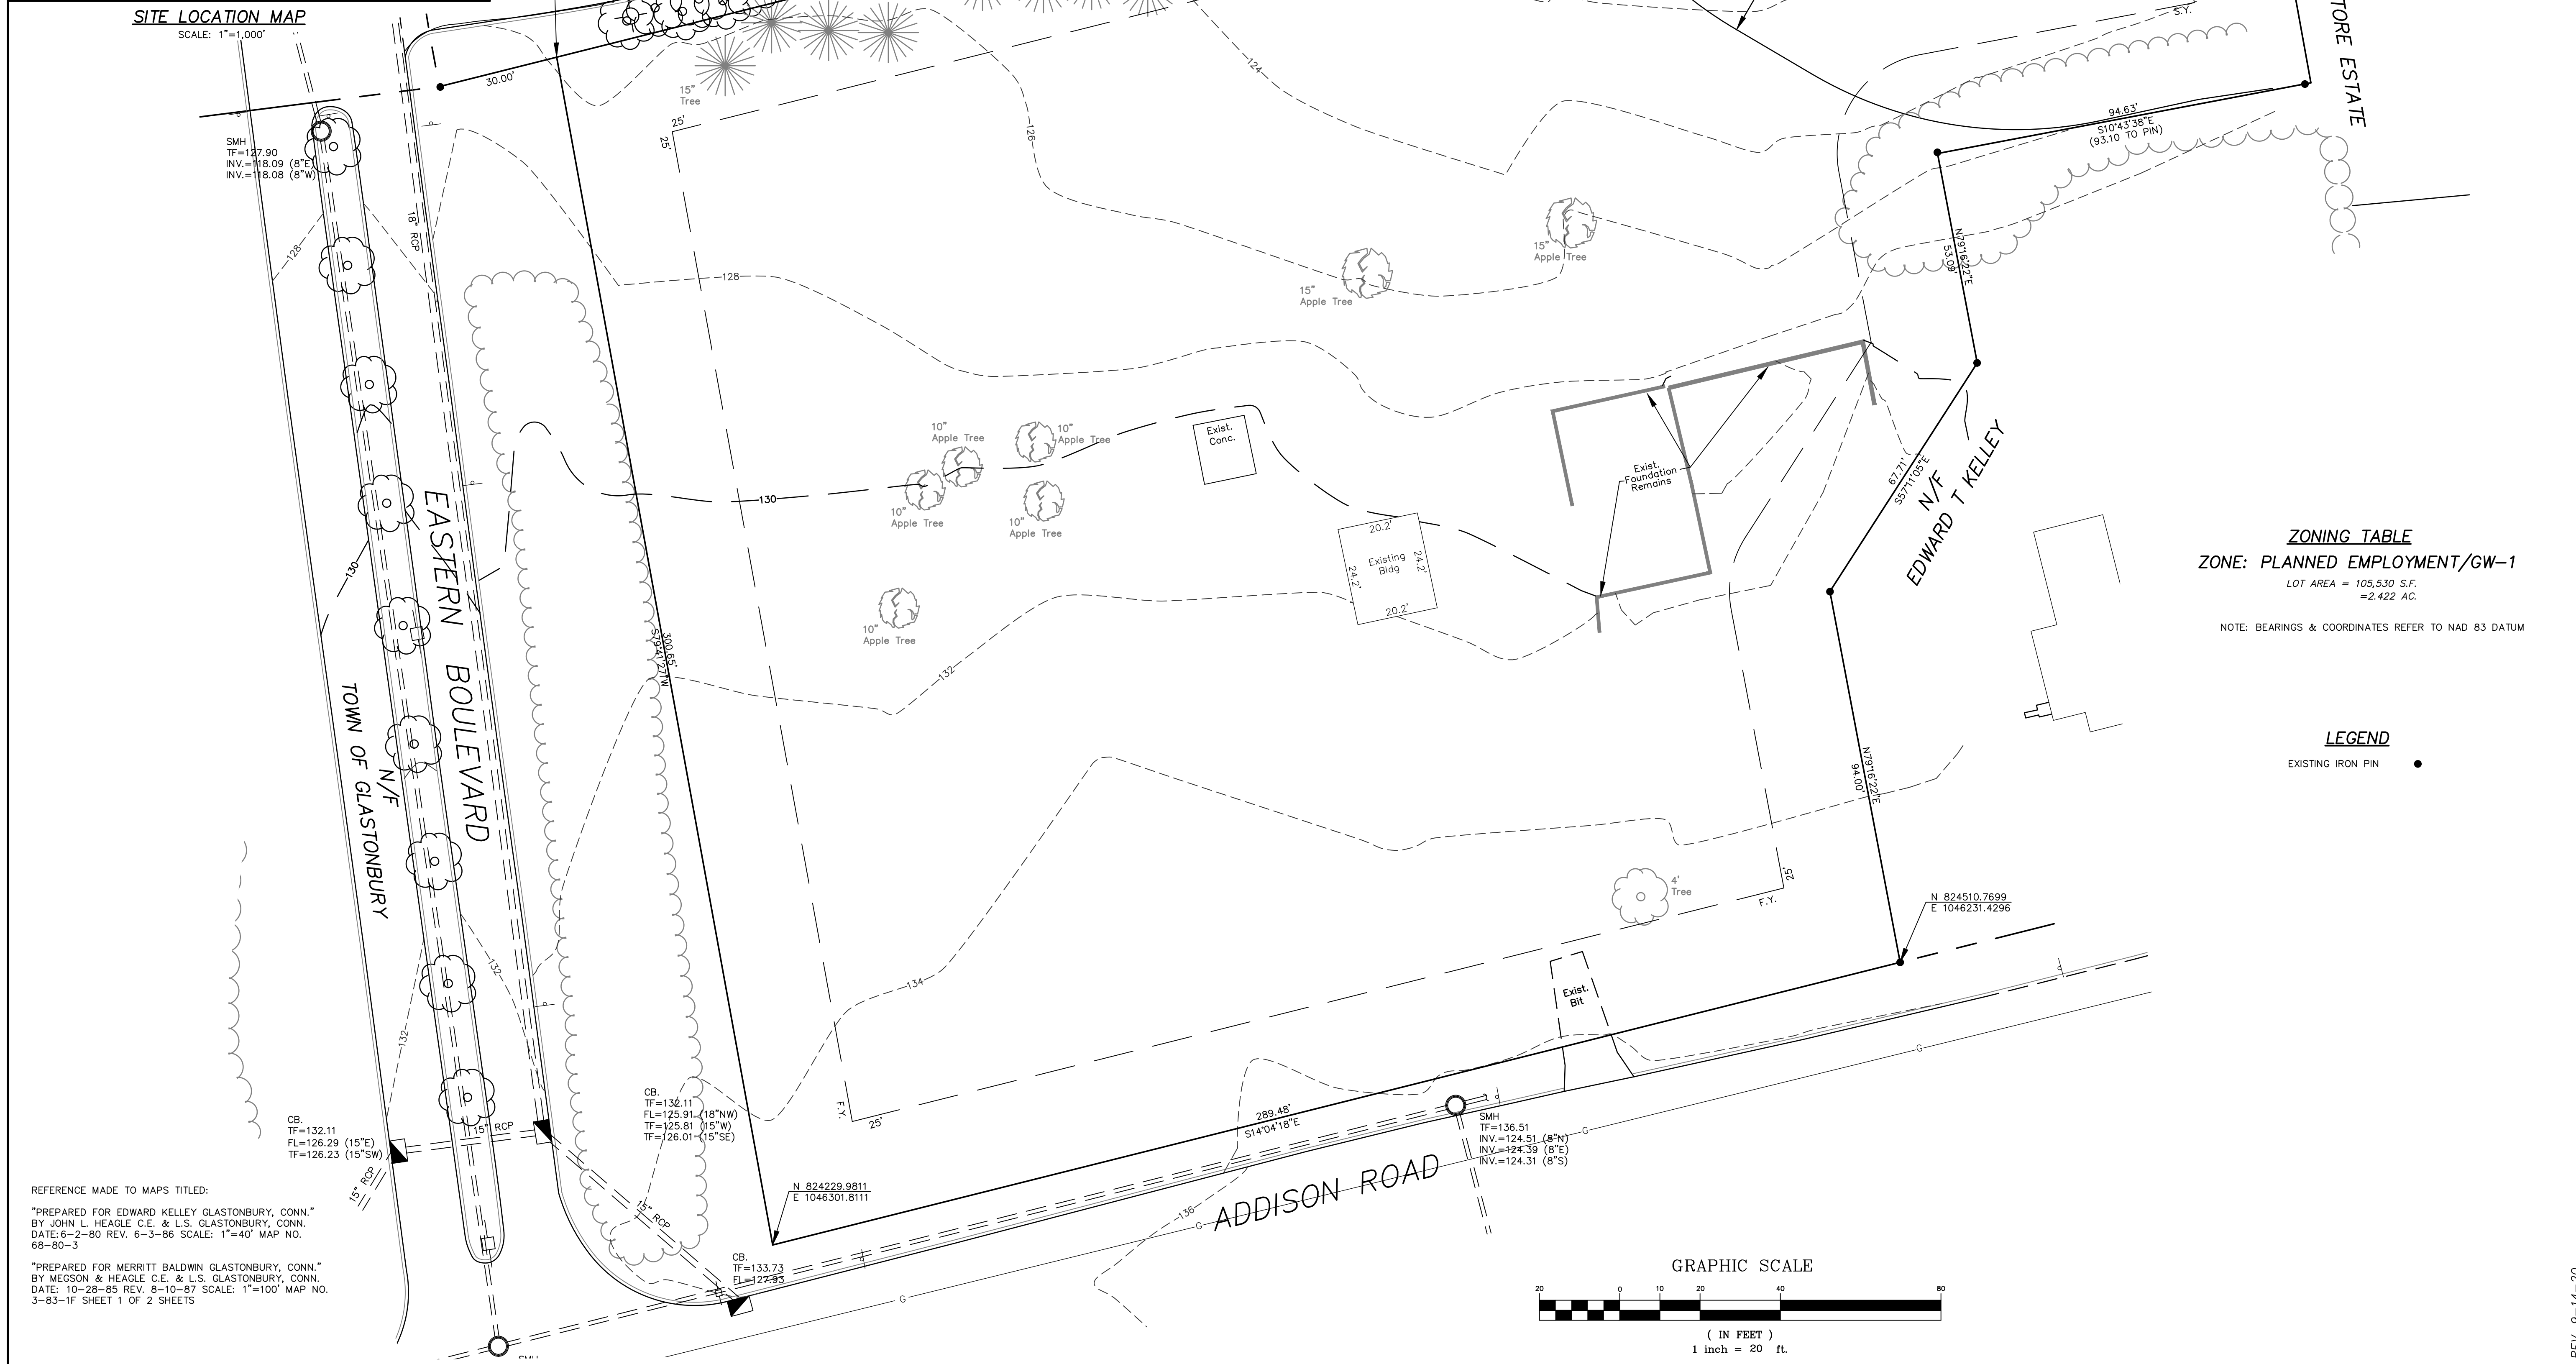 SITE LOCATION MAP
SCALE: 1"=1,000'
30.00'
15"
Tree
25'
25'
124
126
S.Y.
TORE ESTATE
94.63'
S10°43'38"E
(93.10 TO PIN)
SMH
TF=127.90
INV.=118.09 (8"E)
INV.=118.08 (8"W)
18" RCP
128
128
15"
Apple Tree
15"
Apple Tree
N79°16'22"E
53.09'
10"
Apple Tree
10"
Apple Tree
Exist.
Conc.
10"
Apple Tree
10"
Apple Tree
130
130
Exist.
Foundation
Remains
67.71'
S57°11'05"E
N/F
EDWARD T KELLEY
20.2'
24.2'
Existing
Bldg
24.2'
20.2'
10"
Apple Tree
EASTERN BOULEVARD
300.65'
S79°41'27"W
132
TOWN OF GLASTONBURY
N/F
ZONING TABLE
ZONE: PLANNED EMPLOYMENT/GW-1
LOT AREA = 105,530 S.F.
=2.422 AC.
NOTE: BEARINGS & COORDINATES REFER TO NAD 83 DATUM
LEGEND
EXISTING IRON PIN
N79°16'22"E
94.00'
4'
Tree
25'
F.Y.
N 824510.7699
E 1046231.4296
132
134
132
Exist.
Bit
F.Y.
25'
G
CB.
TF=132.11
FL=125.91 (18"NW)
TF=125.81 (15"W)
TF=126.01 (15"SE)
CB.
TF=132.11
FL=126.29 (15"E)
TF=126.23 (15"SW)
15" RCP
15" RCP
15" RCP
289.48'
S14°04'18"E
SMH
TF=136.51
INV.=124.51 (8"N)
INV.=124.39 (8"E)
INV.=124.31 (8"S)
G
N 824229.9811
E 1046301.8111
136
G
ADDISON ROAD
CB.
TF=133.73
FL=127.93
G
REFERENCE MADE TO MAPS TITLED:
"PREPARED FOR EDWARD KELLEY GLASTONBURY, CONN."
BY JOHN L. HEAGLE C.E. & L.S. GLASTONBURY, CONN.
DATE:6-2-80 REV. 6-3-86 SCALE: 1"=40' MAP NO.
68-80-3
"PREPARED FOR MERRITT BALDWIN GLASTONBURY, CONN."
BY MEGSON & HEAGLE C.E. & L.S. GLASTONBURY, CONN.
DATE: 10-28-85 REV. 8-10-87 SCALE: 1"=100' MAP NO.
3-83-1F SHEET 1 OF 2 SHEETS
GRAPHIC SCALE
20 0 10 20 40 80
( IN FEET )
1 inch = 20 ft.